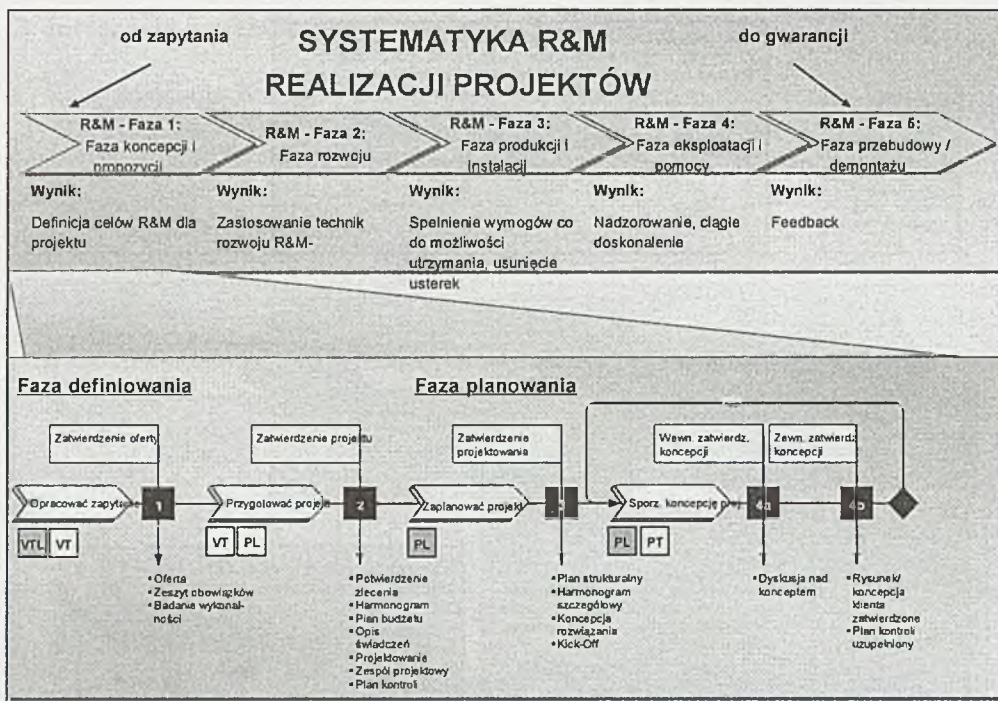 od zapytania
SYSTEMATYKA R&M
REALIZACJI PROJEKTÓW
do gwarancji
R&M - Faza 1:
Faza koncepcji i
propozycji
R&M - Faza 2:
Faza rozwoju
R&M - Faza 3:
Faza produkcji i
instalacji
R&M - Faza 4:
Faza eksploatacji i
pomocy
R&M - Faza 5:
Faza przebudowy /
demontażu
Wynik:
Definicja celów R&M dla
projektu
Wynik:
Zastosowanie technik
rozwoju R&M-
Wynik:
Spełnienie wymogów co
do możliwości
utrzymania, usunięcie
usterek
Wynik:
Nadzorowanie, ciągłe
doskonalenie
Wynik:
Feedback
Faza definiowania
Faza planowania
Zatwierdzenie oferty
Zatwierdzenie projektu
Zatwierdzenie
projektowania
Wewn. zatwierdz.
koncepcji
Zewn. zatwierdz.
koncepcji
Opracować
1
Przygotować
2
Zaplanować
Sporz. koncepcję
4a
4b
VTL VT
VT PL
PL
PL PT
• Oferta
• Zeszyt obowiązków
• Badanie wykonal-
ności
• Potwierdzenie
zlecenia
• Harmonogram
• Plan budżetu
• Opis
świadczeń
• Projektowanie
• Zespół projektowy
• Plan kontroli
• Plan strukturalny
• Harmonogram
szczegółowy
• Koncepcja
rozwiązania
• Kick-Off
• Dyskusja nad
konceptem
• Rysunek/
koncepcja
klienta
zatwierdzone
• Plan kontroli
uzupełniony